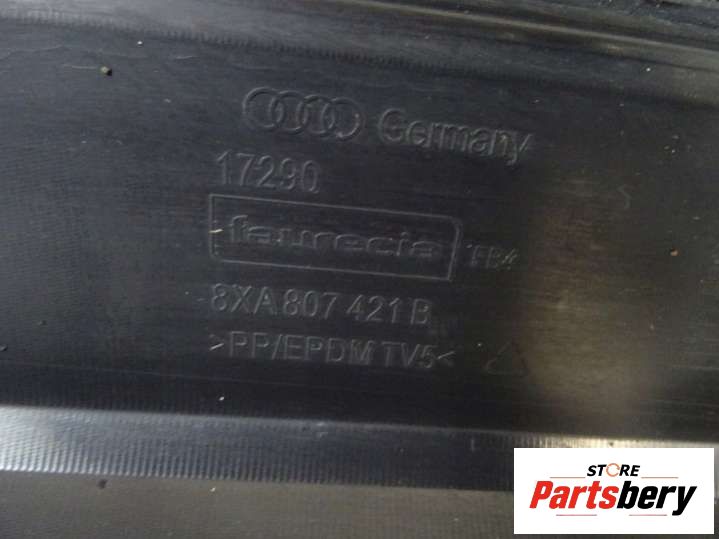 Germany
17290
faurecia
8XA 807 421 B
>PP/EPDM TV5<
STORE
Partsbery